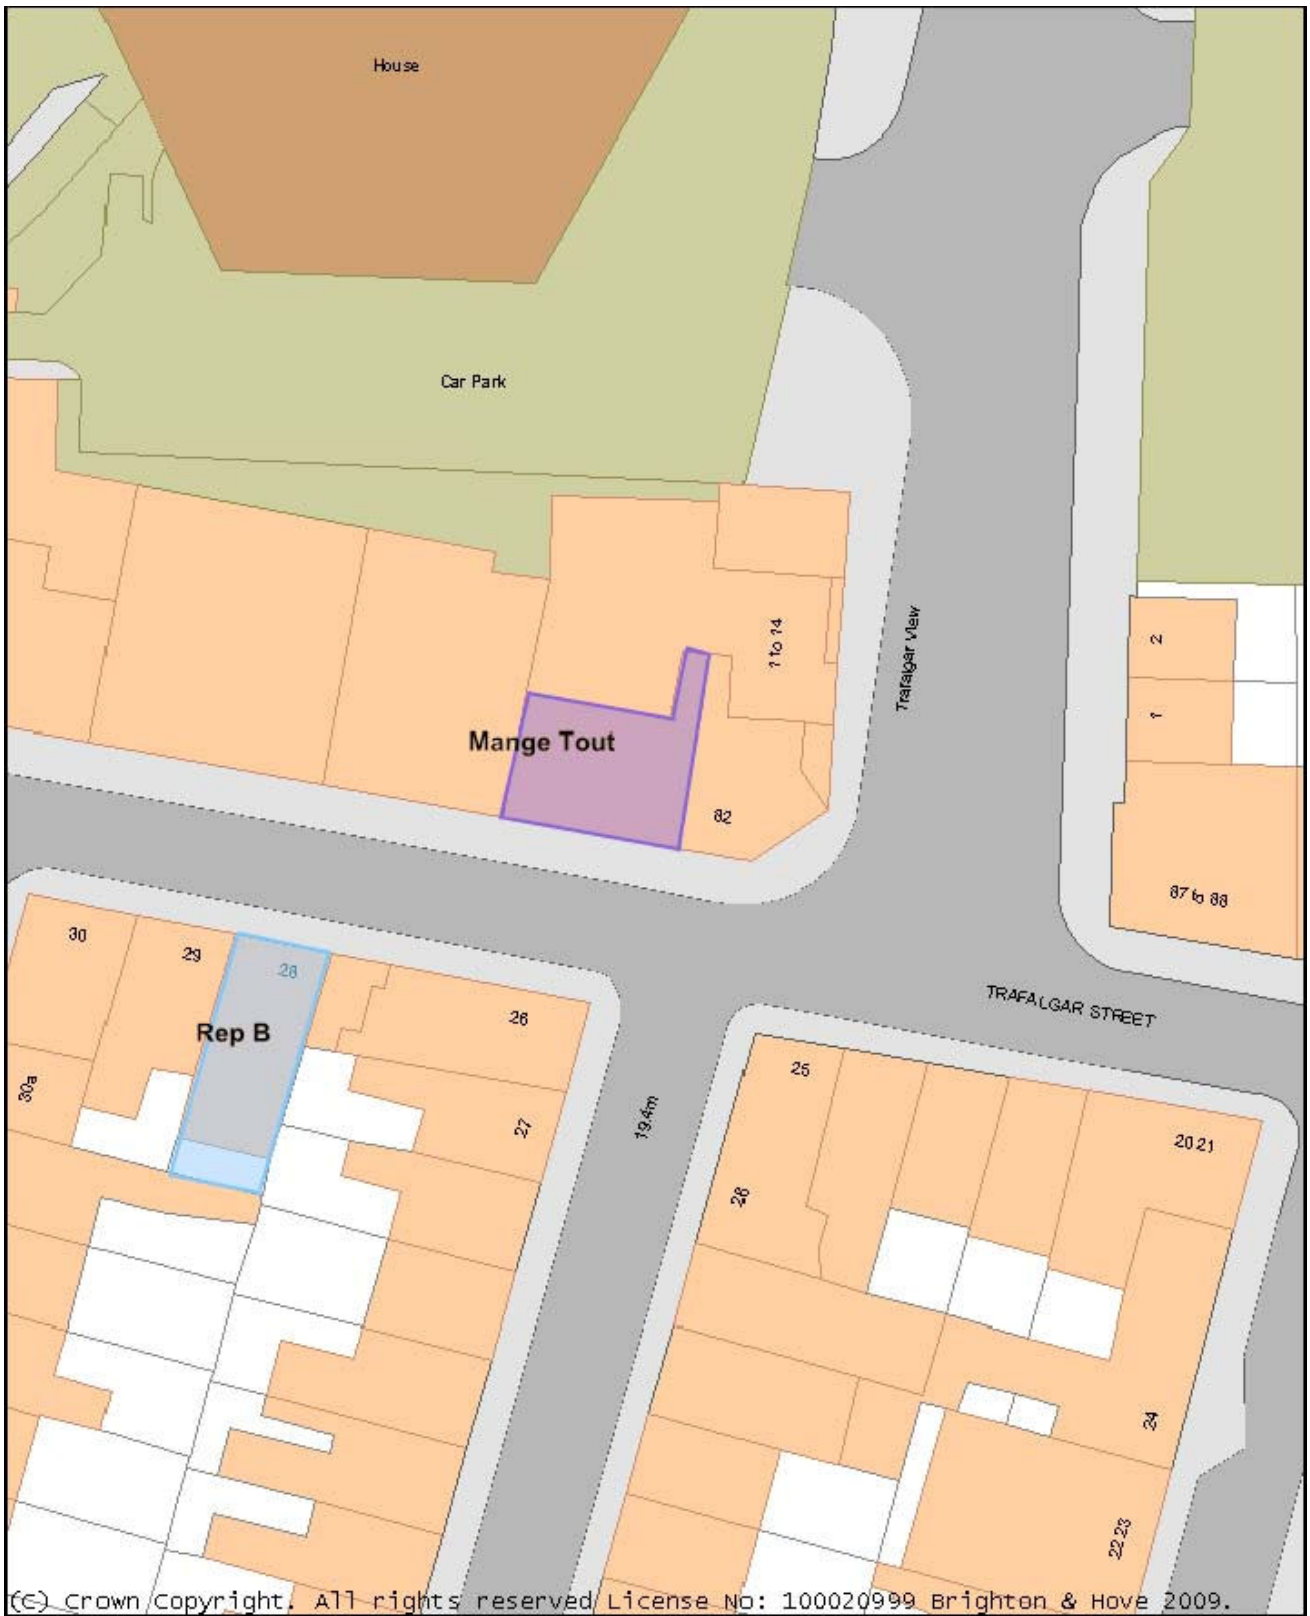 House
Car Park
Trafalgar View
1 to 14
2
1
Mange Tout
82
87 to 88
30
29
28
26
Rep B
TRAFALGAR STREET
25
30a
27
19.4m
20 21
26
24
22 23
(C) Crown Copyright. All rights reserved License No: 100020999 Brighton & Hove 2009.